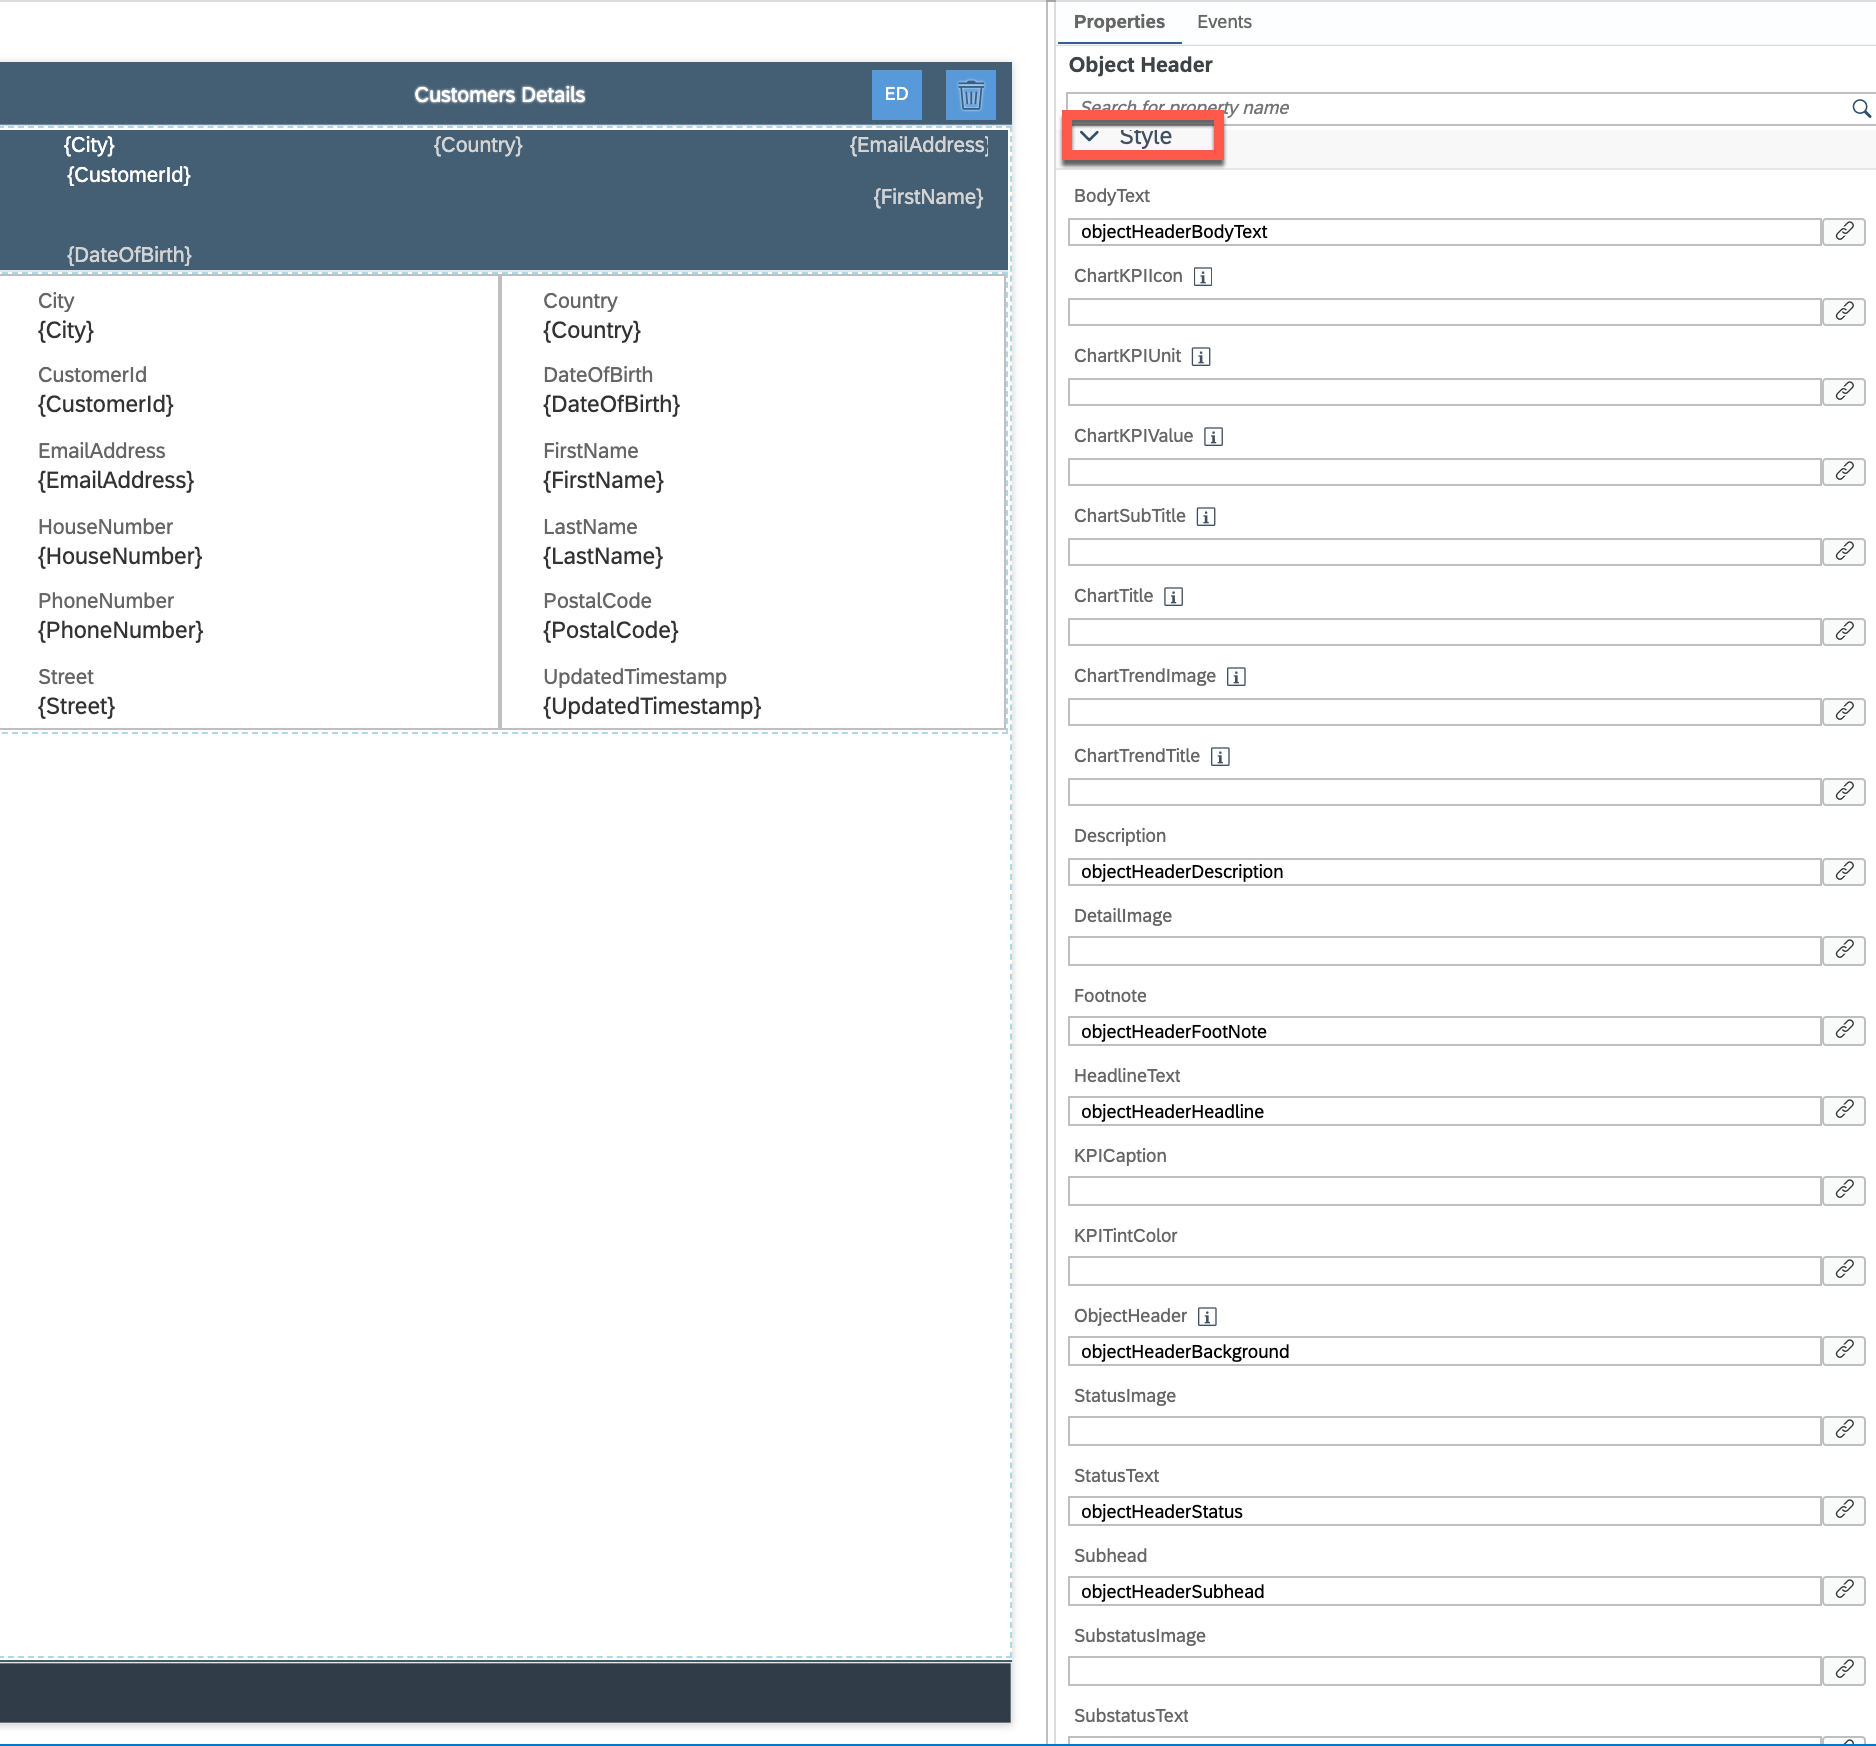 Customers Details
ED
{City}
{Country}
{EmailAddress}
{CustomerId}
{FirstName}
{DateOfBirth}
City
{City}
Country
{Country}
CustomerId
{CustomerId}
DateOfBirth
{DateOfBirth}
EmailAddress
{EmailAddress}
FirstName
{FirstName}
HouseNumber
{HouseNumber}
LastName
{LastName}
PhoneNumber
{PhoneNumber}
PostalCode
{PostalCode}
Street
{Street}
UpdatedTimestamp
{UpdatedTimestamp}
Properties
Events
Object Header
Search for property name
Style
BodyText
objectHeaderBodyText
ChartKPIIcon
ChartKPIUnit
ChartKPIValue
ChartSubTitle
ChartTitle
ChartTrendImage
ChartTrendTitle
Description
objectHeaderDescription
DetailImage
Footnote
objectHeaderFootNote
HeadlineText
objectHeaderHeadline
KPICaption
KPITintColor
ObjectHeader
objectHeaderBackground
StatusImage
StatusText
objectHeaderStatus
Subhead
objectHeaderSubhead
SubstatusImage
SubstatusText